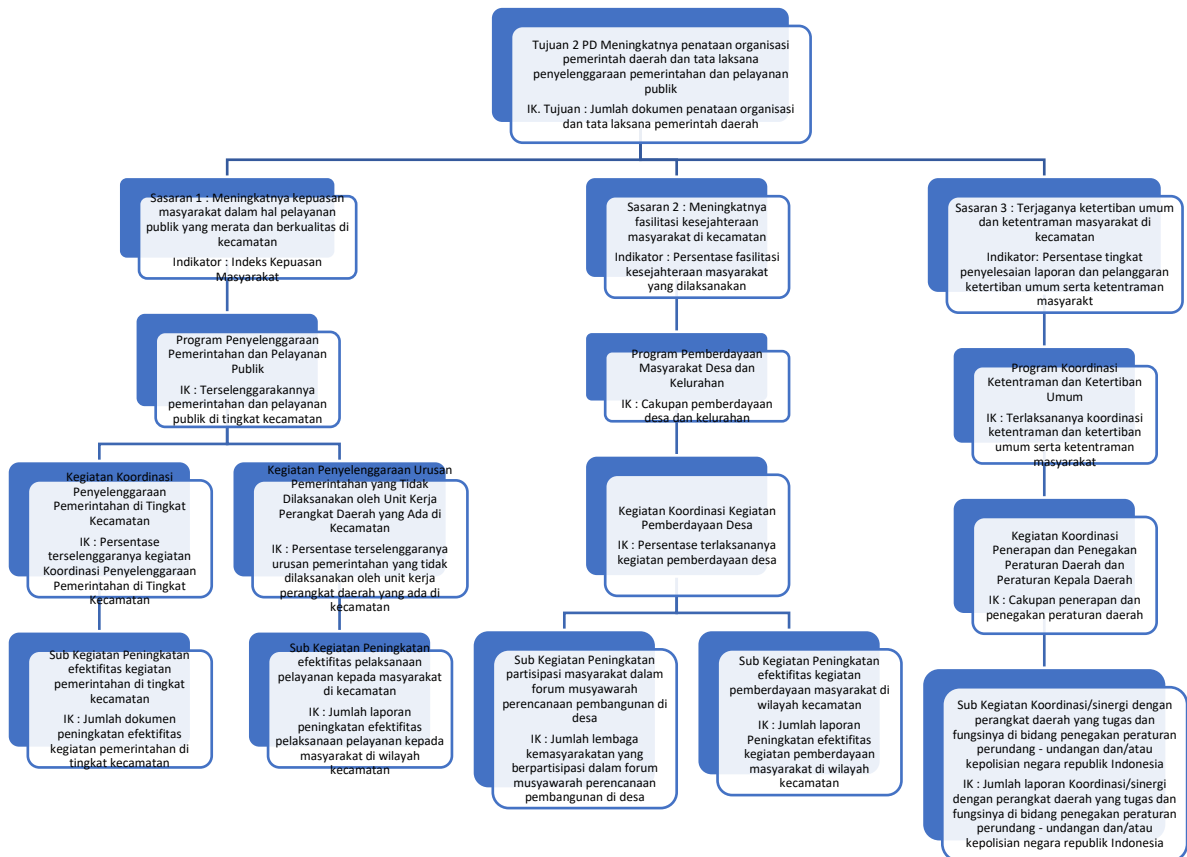 Tujuan 2 PD Meningkatnya penataan organisasi
pemerintah daerah dan tata laksana
penyelenggaraan pemerintahan dan pelayanan
publik
IK. Tujuan : Jumlah dokumen penataan organisasi
dan tata laksana pemerintah daerah
Sasaran 1 : Meningkatnya kepuasan
masyarakat dalam hal pelayanan
publik yang merata dan berkualitas di
kecamatan
Indikator : Indeks Kepuasan
Masyarakat
Sasaran 2 : Meningkatnya
fasilitasi kesejahteraan
masyarakat di kecamatan
Indikator : Persentase fasilitasi
kesejahteraan masyarakat
yang dilaksanakan
Sasaran 3 : Terjaganya ketertiban umum
dan ketentraman masyarakat di
kecamatan
Indikator: Persentase tingkat
penyelesaian laporan dan pelanggaran
ketertiban umum serta ketentraman
masyarakt
Program Penyelenggaraan
Pemerintahan dan Pelayanan
Publik
IK : Terselenggarakannya
pemerintahan dan pelayanan
publik di tingkat kecamatan
Program Pemberdayaan
Masyarakat Desa dan
Kelurahan
IK : Cakupan pemberdayaan
desa dan kelurahan
Program Koordinasi
Ketentraman dan Ketertiban
Umum
IK : Terlaksananya koordinasi
ketentraman dan ketertiban
umum serta ketentraman
masyarakat
Kegiatan Koordinasi
Penyelenggaraan
Pemerintahan di Tingkat
Kecamatan
IK : Persentase
terselenggaranya kegiatan
Koordinasi Penyelenggaraan
Pemerintahan di Tingkat
Kecamatan
Kegiatan Penyelenggaraan Urusan
Pemerintahan yang Tidak
Dilaksanakan oleh Unit Kerja
Perangkat Daerah yang Ada di
Kecamatan
IK : Persentase terselenggaranya
urusan pemerintahan yang tidak
dilaksanakan oleh unit kerja
perangkat daerah yang ada di
kecamatan
Kegiatan Koordinasi Kegiatan
Pemberdayaan Desa
IK : Persentase terlaksananya
kegiatan pemberdayaan desa
Kegiatan Koordinasi
Penerapan dan Penegakan
Peraturan Daerah dan
Peraturan Kepala Daerah
IK : Cakupan penerapan dan
penegakan peraturan daerah
Sub Kegiatan Peningkatan
efektifitas kegiatan
pemerintahan di tingkat
kecamatan
IK : Jumlah dokumen
peningkatan efektifitas
kegiatan pemerintahan di
tingkat kecamatan
Sub Kegiatan Peningkatan
efektifitas pelaksanaan
pelayanan kepada masyarakat
di kecamatan
IK : Jumlah laporan
peningkatan efektifitas
pelaksanaan pelayanan kepada
masyarakat di wilayah
kecamatan
Sub Kegiatan Peningkatan
partisipasi masyarakat dalam
forum musyawarah
perencanaan pembangunan di
desa
IK : Jumlah lembaga
kemasyarakatan yang
berpartisipasi dalam forum
musyawarah perencanaan
pembangunan di desa
Sub Kegiatan Peningkatan
efektifitas kegiatan
pemberdayaan masyarakat di
wilayah kecamatan
IK : Jumlah laporan
Peningkatan efektifitas
kegiatan pemberdayaan
masyarakat di wilayah
kecamatan
Sub Kegiatan Koordinasi/sinergi dengan
perangkat daerah yang tugas dan
fungsinya di bidang penegakan peraturan
perundang - undangan dan/atau
kepolisian negara republik Indonesia
IK : Jumlah laporan Koordinasi/sinergi
dengan perangkat daerah yang tugas dan
fungsinya di bidang penegakan peraturan
perundang - undangan dan/atau
kepolisian negara republik Indonesia